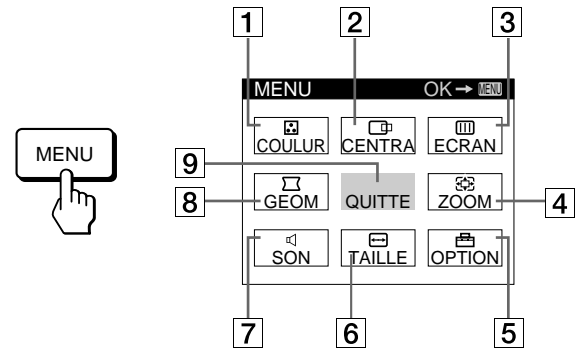 1 2 3
MENU OK → MENU
COULUR CENTRA ECRAN
MENU
9
8 GEOM QUITTE ZOOM 4
SON TAILLE OPTION
7 6 5